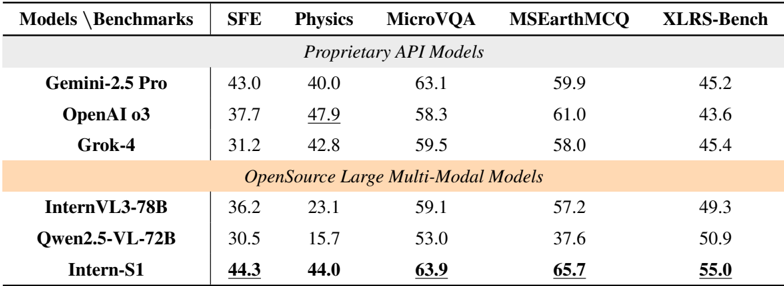 Models \Benchmarks SFE Physics MicroVQA MSEarthMCQ XLRS-Bench
Proprietary API Models
Gemini-2.5 Pro 43.0 40.0 63.1 59.9 45.2
OpenAI o3 37.7 47.9 58.3 61.0 43.6
Grok-4 31.2 42.8 59.5 58.0 45.4
OpenSource Large Multi-Modal Models
InternVL3-78B 36.2 23.1 59.1 57.2 49.3
Qwen2.5-VL-72B 30.5 15.7 53.0 37.6 50.9
Intern-S1 44.3 44.0 63.9 65.7 55.0